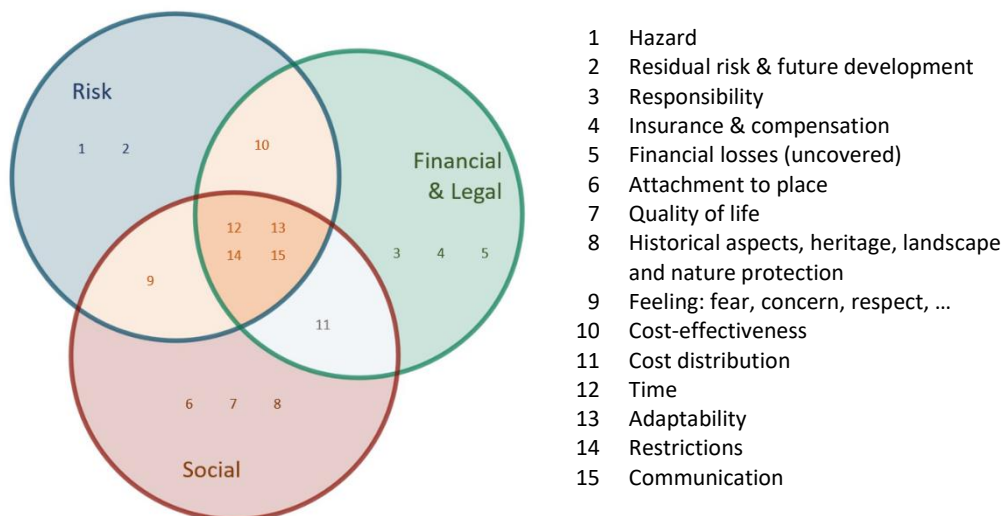 Risk
1 2
10
Financial
& Legal
12 13
14 15
3 4 5
9
11
6 7 8
Social
1 Hazard
2 Residual risk & future development
3 Responsibility
4 Insurance & compensation
5 Financial losses (uncovered)
6 Attachment to place
7 Quality of life
8 Historical aspects, heritage, landscape
and nature protection
9 Feeling: fear, concern, respect, …
10 Cost-effectiveness
11 Cost distribution
12 Time
13 Adaptability
14 Restrictions
15 Communication